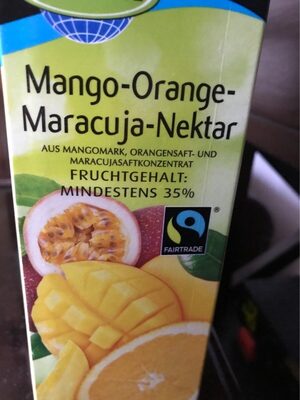 Mango-Orange-
Maracuja-Nektar
AUS MANGOMARK, ORANGENSAFT- UND
MARACUJASAFTKONZENTRAT
FRUCHTGEHALT:
MINDESTENS 35%
®
FAIRTRADE